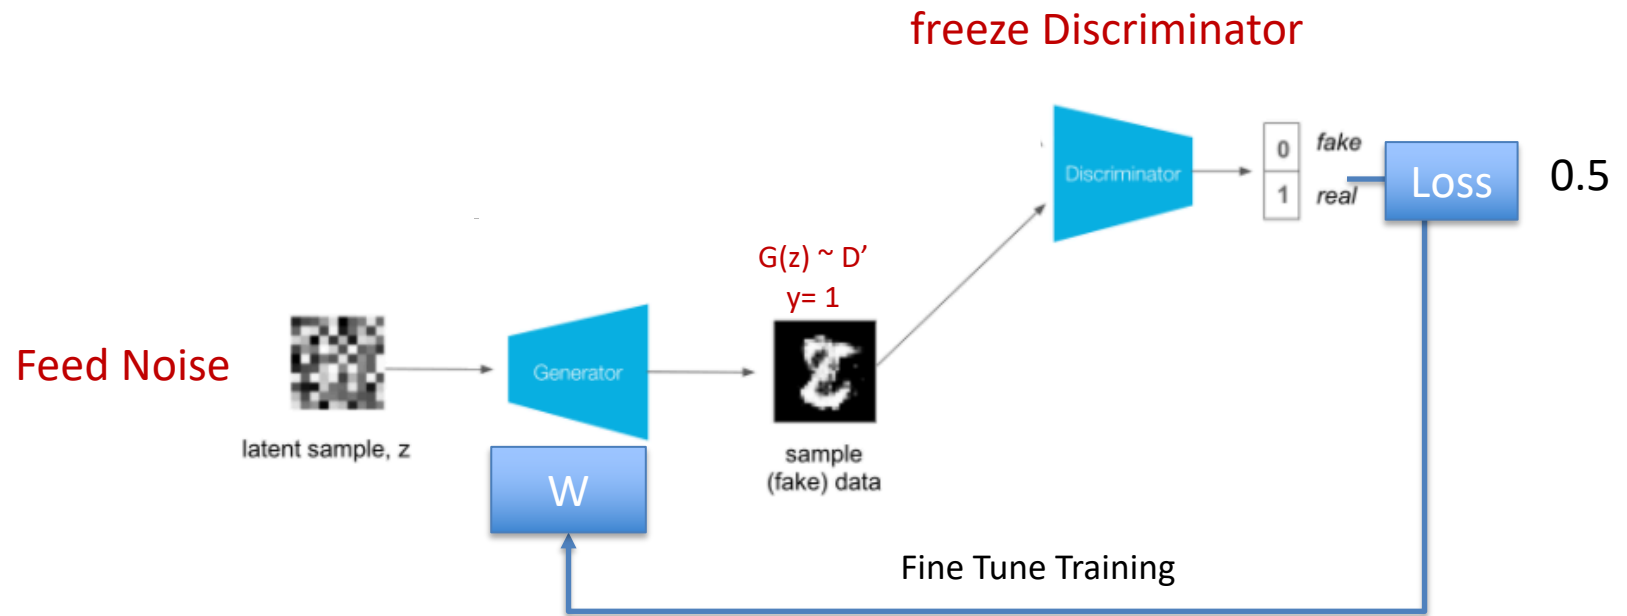 freeze Discriminator
Discriminator
0
fake
1
real
Loss
0.5
G(z) ~ D’
y= 1
Feed Noise
Generator
latent sample, z
sample
(fake) data
W
Fine Tune Training